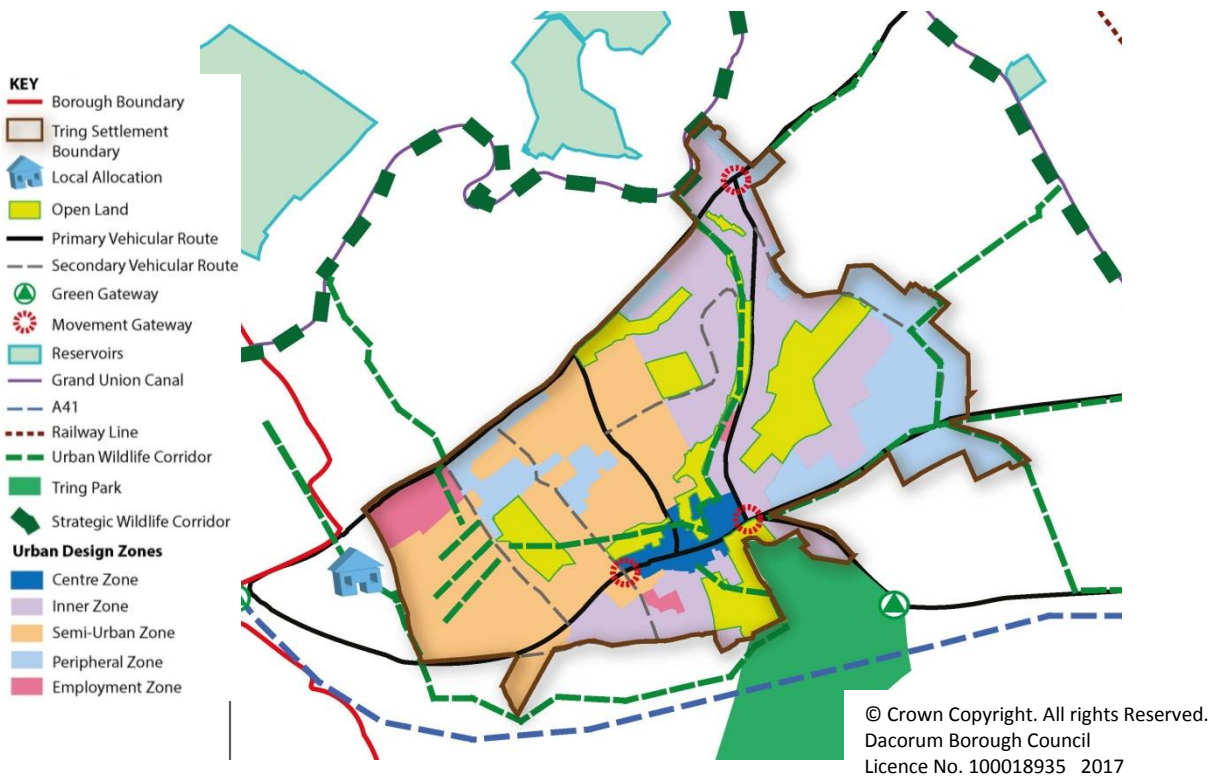 KEY
Borough Boundary
Tring Settlement
Boundary
Local Allocation
Open Land
Primary Vehicular Route
Secondary Vehicular Route
Green Gateway
Movement Gateway
Reservoirs
Grand Union Canal
A41
Railway Line
Urban Wildlife Corridor
Tring Park
Strategic Wildlife Corridor
Urban Design Zones
Centre Zone
Inner Zone
Semi-Urban Zone
Peripheral Zone
Employment Zone
© Crown Copyright. All rights Reserved.
Dacorum Borough Council
Licence No. 100018935 2017